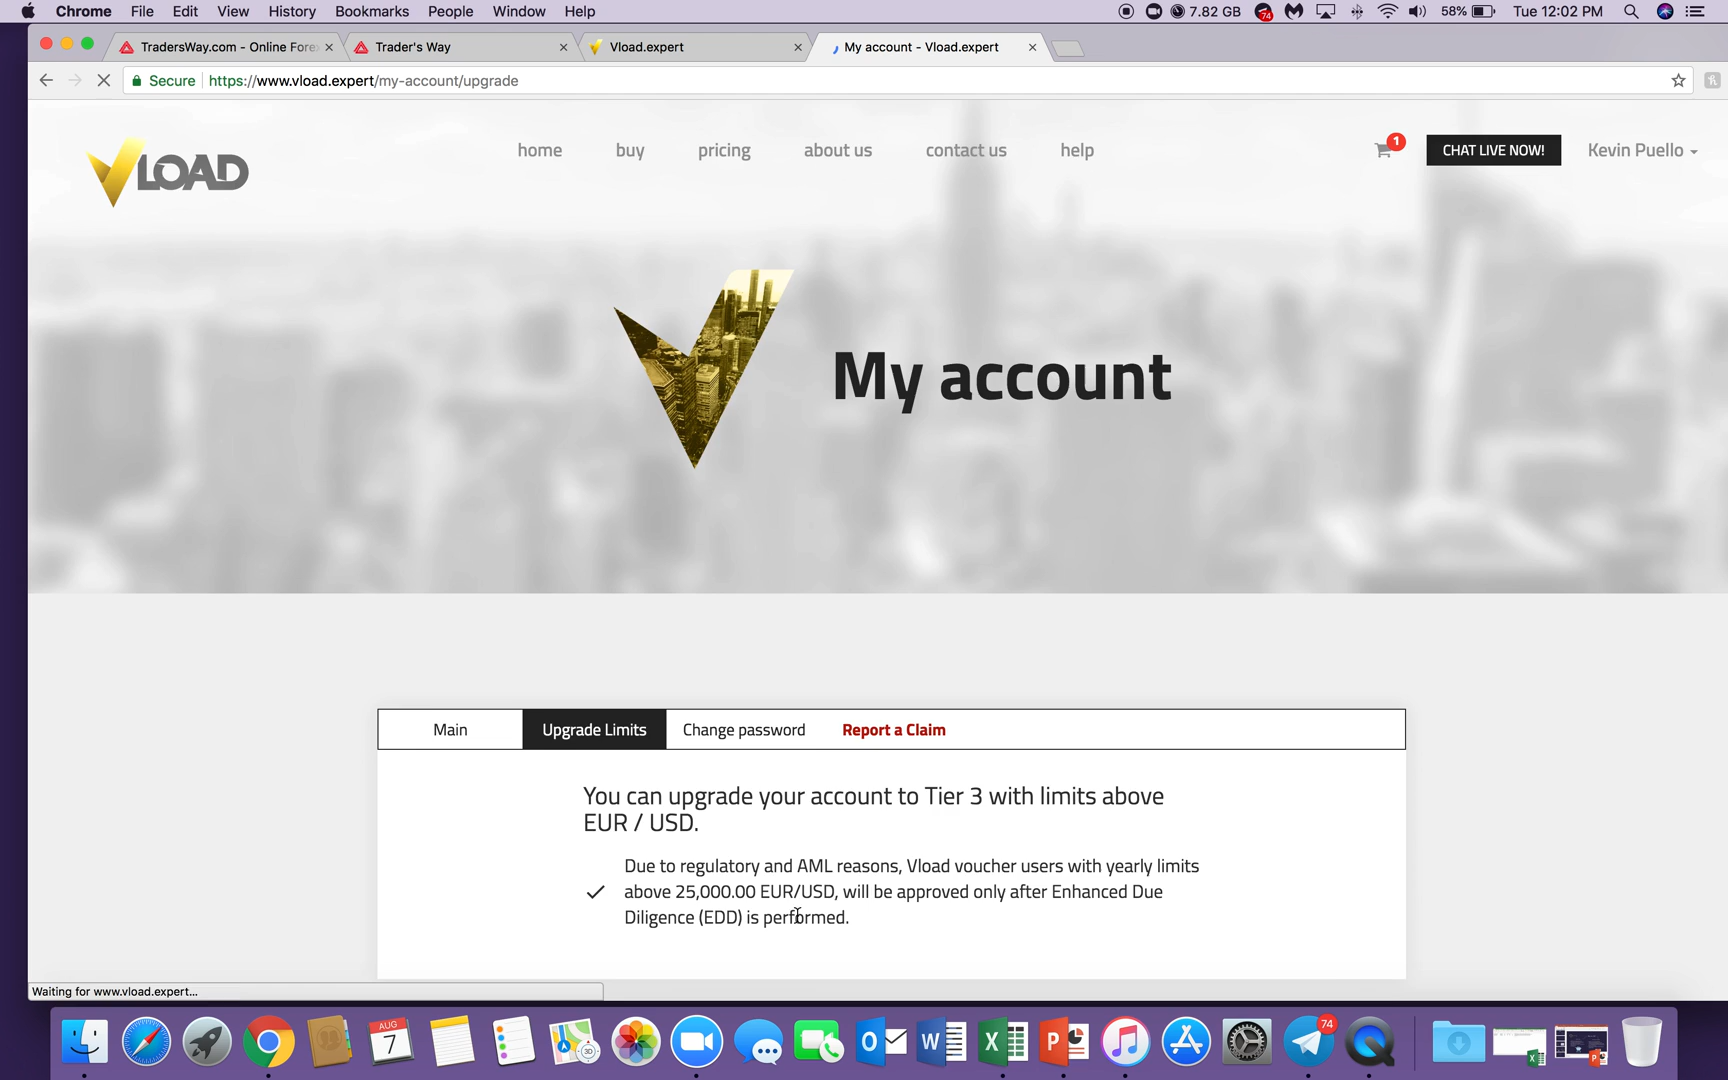 Chrome File Edit View History Bookmarks People Window Help 7.82 GB 74 58% Tue 12:02 PM
TradersWay.com - Online Fore Trader's Way Vload.expert My account - Vload.expert
Secure https://www.vload.expert/my-account/upgrade
VLOAD home buy pricing about us contact us help 1 CHAT LIVE NOW! Kevin Puello
My account
Main Upgrade Limits Change password Report a Claim
You can upgrade your account to Tier 3 with limits above
EUR / USD.
Due to regulatory and AML reasons, Vload voucher users with yearly limits
above 25,000.00 EUR/USD, will be approved only after Enhanced Due
Diligence (EDD) is performed.
Waiting for www.vload.expert...
AUG
7
3D
74